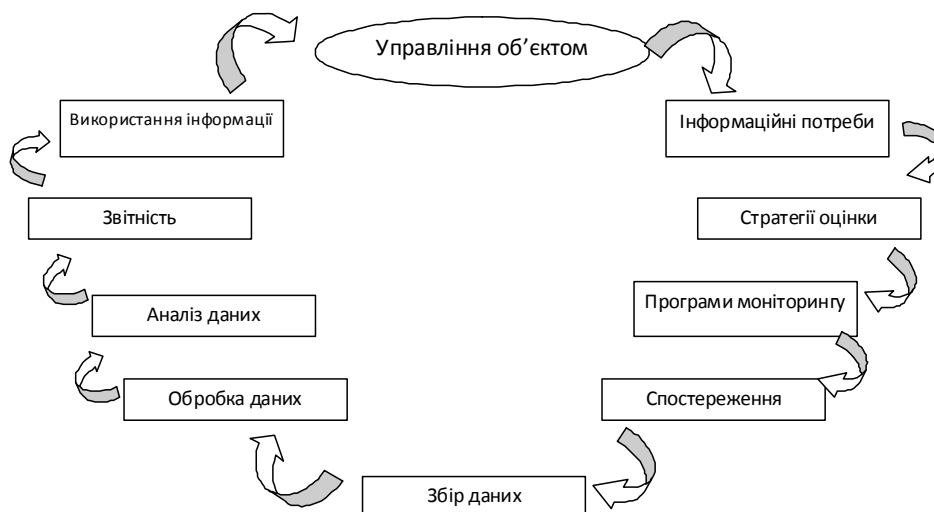 Управління об’єктом
Використання інформації
Інформаційні потреби
Звітність
Стратегії оцінки
Аналіз даних
Програми моніторингу
Обробка даних
Спостереження
Збір даних